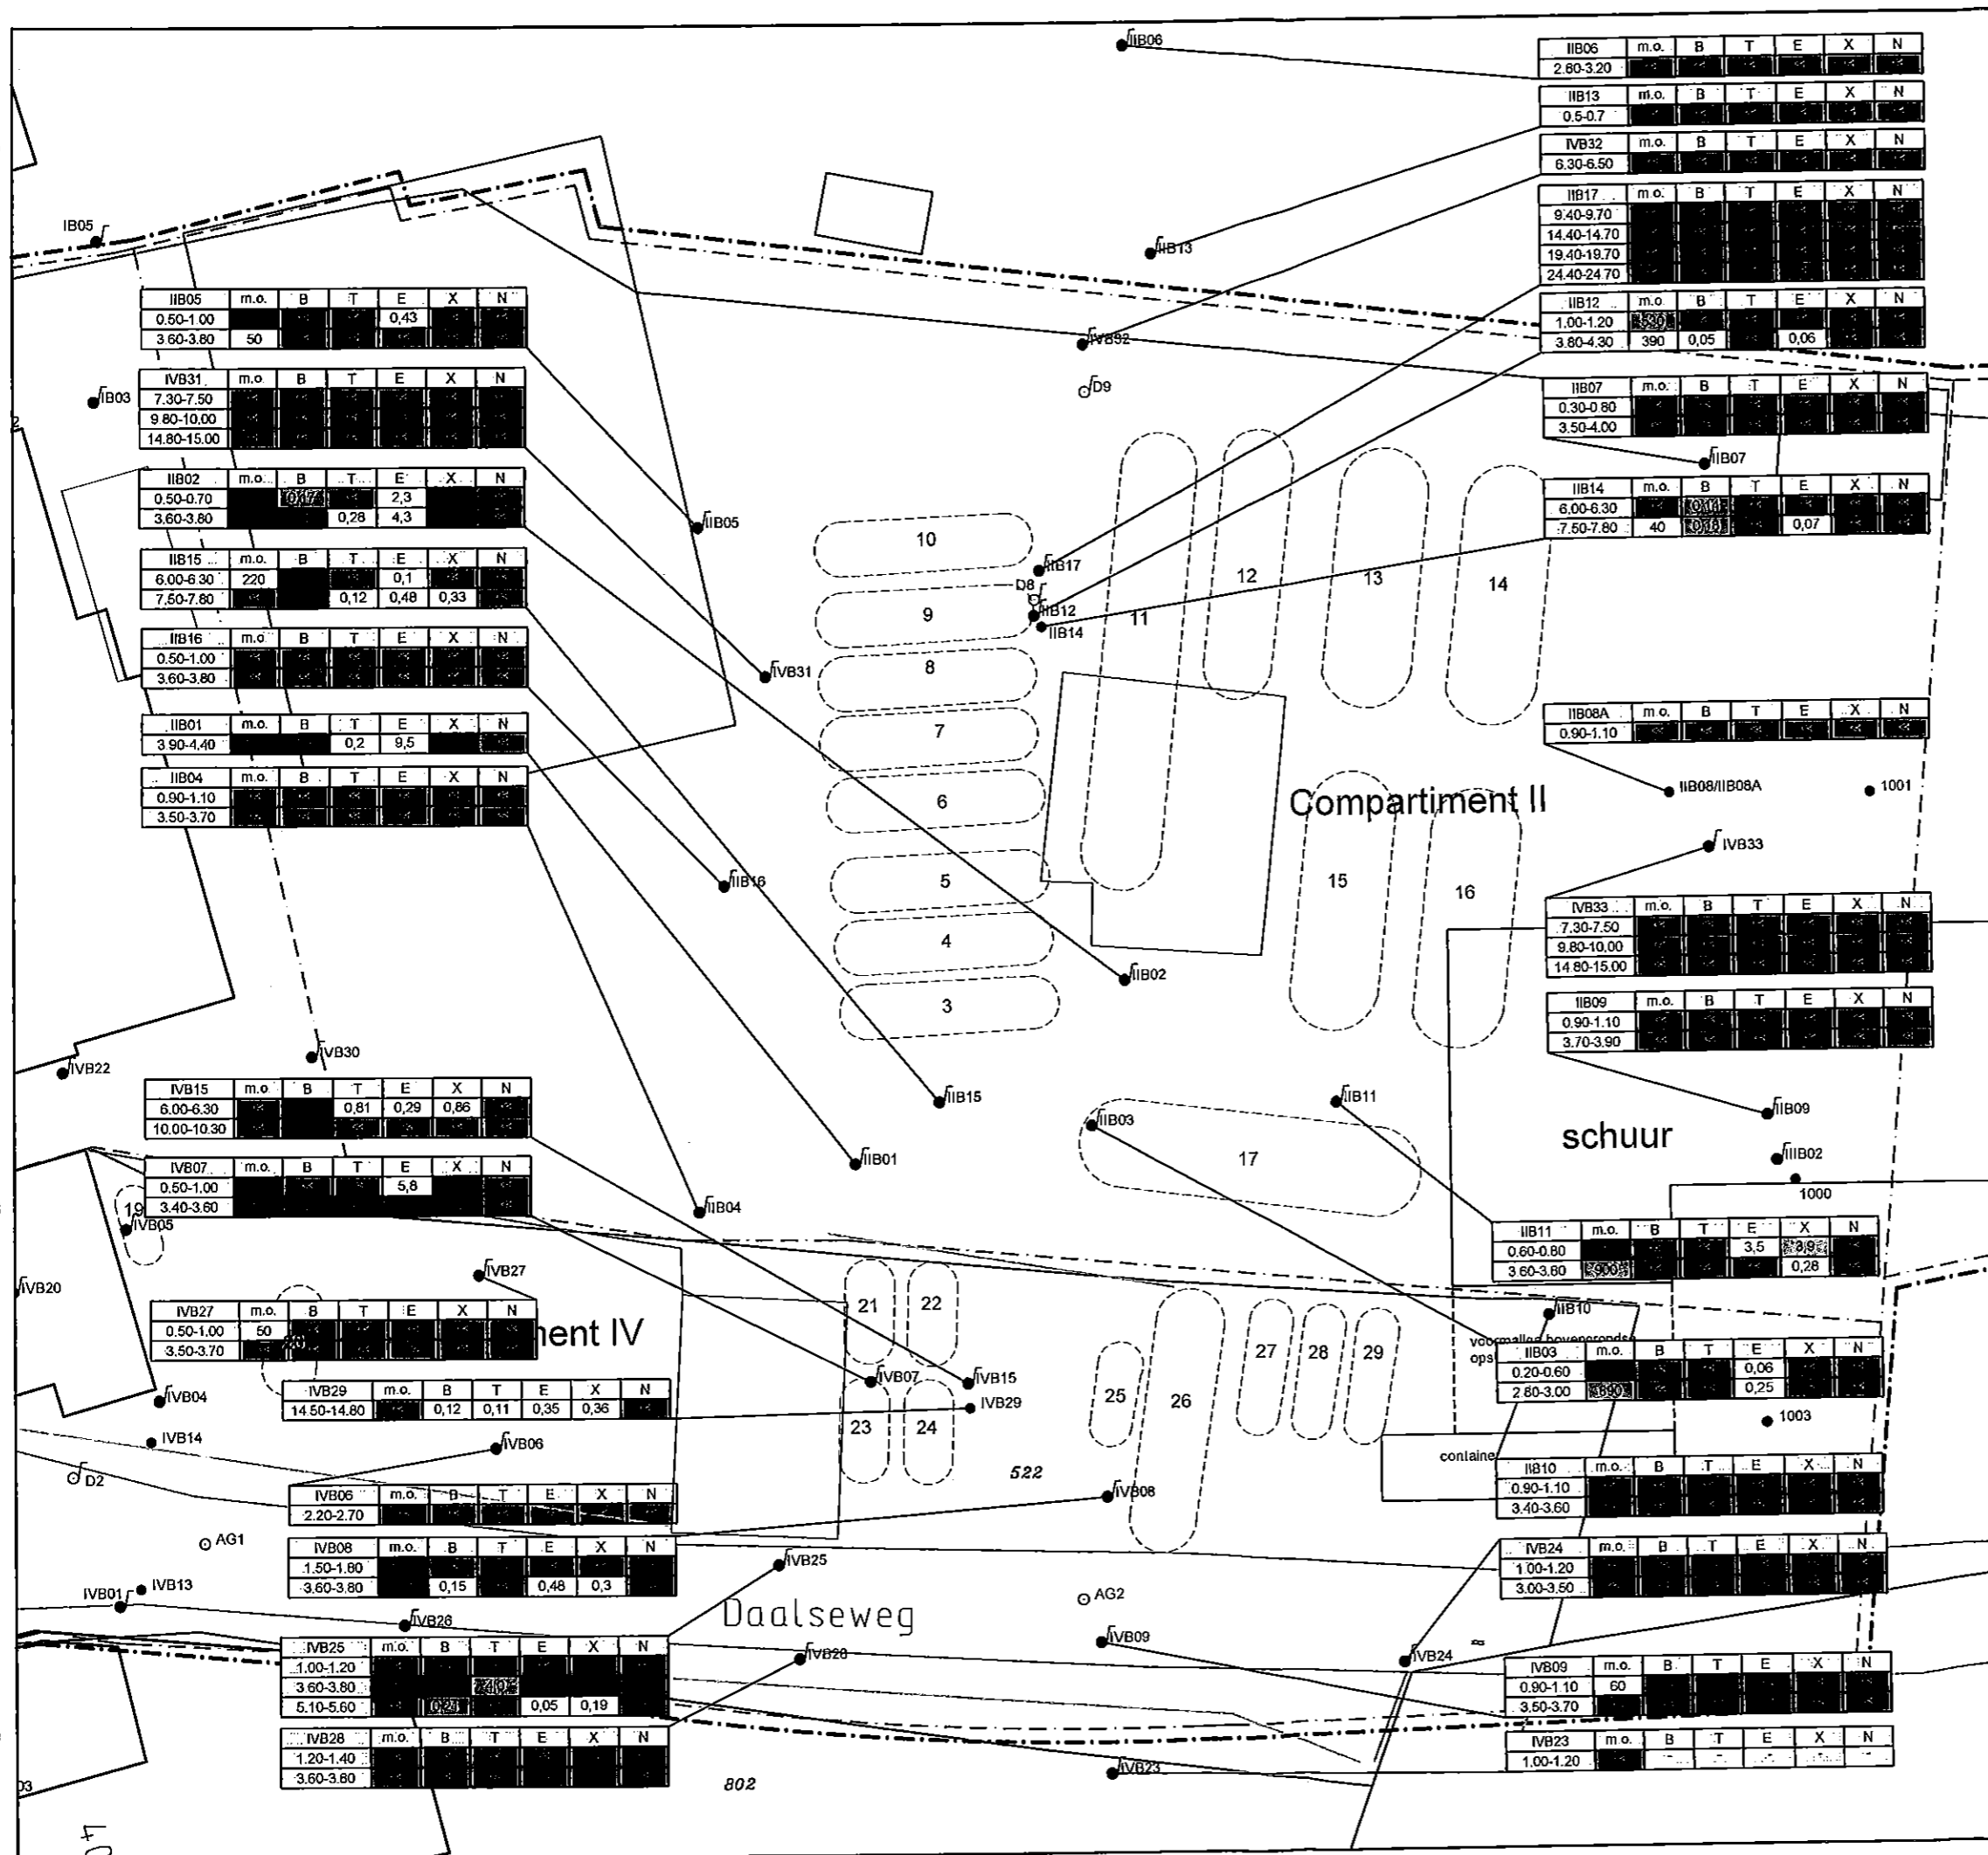 IIB06
IIB06 m.o. B T E X N
2.60-3.20
IIB13 m.o. B T E X N
0.5-0.7
IVB32 m.o. B T E X N
6.30-6.50
IIB17 m.o. B T E X N
9.40-9.70
14.40-14.70
19.40-19.70
24.40-24.70
IB05
IIB13
IIB05 m.o. B T E X N
0.50-1.00 0,43
3.60-3.80 50
IIB12 m.o. B T E X N
1.00-1.20
3.80-4.30 390 0,05 0,06
IVB31 m.o. B T E X N
7.30-7.50
9.80-10.00
14.80-15.00
IB03
D9
IIB07 m.o. B T E X N
0.30-0.80
3.50-4.00
IIB07
IIB02 m.o. B T E X N
0.50-0.70 2,3
3.60-3.80 0,28 4,3
IIB14 m.o. B T E X N
6.00-6.30
7.50-7.80 40 0,07
IIB05
10
IIB15 m.o. B T E X N
6.00-6.30 220 0,1
7.50-7.80 0,12 0,48 0,33
IIB17
12
13
14
D8
9
IIB12
11
IIB14
IIB16 m.o. B T E X N
0.50-1.00
3.60-3.80
8
IVB31
IIB01 m.o. B T E X N
3.90-4.40 0,2 9,5
7
IIB08A m.o. B T E X N
0.90-1.10
IIB04 m.o. B T E X N
0.90-1.10
3.50-3.70
6
Compartiment II
IIB08/IIB08A
1001
IVB33
5
IIB16
15
16
4
IVB33 m.o. B T E X N
7.30-7.50
9.80-10.00
14.80-15.00
IIB02
3
IIB09 m.o. B T E X N
0.90-1.10
3.70-3.90
IVB30
IVB22
IVB15 m.o. B T E X N
6.00-6.30 0,81 0,29 0,86
10.00-10.30
IIB15
IIB03
IIB11
IIB09
schuur
IIB01
17
IIIB02
IVB07 m.o. B T E X N
0.50-1.00 5,8
3.40-3.60
1000
19
IVB05
IIB04
IIB11 m.o. B T E X N
0.60-0.80 3,5
3.60-3.80 0,28
IVB20
IVB27
21
22
IVB27 m.o. B T E X N
0.50-1.00 50
3.50-3.70
ment IV
IIB10
27
28
29
IIB03 m.o. B T E X N
0.20-0.60 0,06
2.80-3.00 0,25
IVB07
IVB15
IVB29 m.o. B T E X N
14.50-14.80 0,12 0,11 0,35 0,36
IVB04
IVB29
25
26
1003
23
24
IVB14
IVB06
containe
D2
522
IIB10 m.o. B T E X N
0.90-1.10
3.40-3.60
IVB06 m.o. B T E X N
2.20-2.70
IVB08
AG1
IVB08 m.o. B T E X N
1.50-1.80
3.60-3.80 0,15 0,48 0,3
IVB25
IVB24 m.o. B T E X N
1.00-1.20
3.00-3.50
IVB13
IVB01
AG2
Daalseweg
IVB26
IVB25 m.o. B T E X N
1.00-1.20
3.60-3.80
5.10-5.60 0,05 0,19
IVB28
IVB09
IVB24
IVB09 m.o. B T E X N
0.90-1.10 60
3.50-3.70
IVB28 m.o. B T E X N
1.20-1.40
3.60-3.80
802
IVB23
IVB23 m.o. B T E X N
1.00-1.20 - - - - -